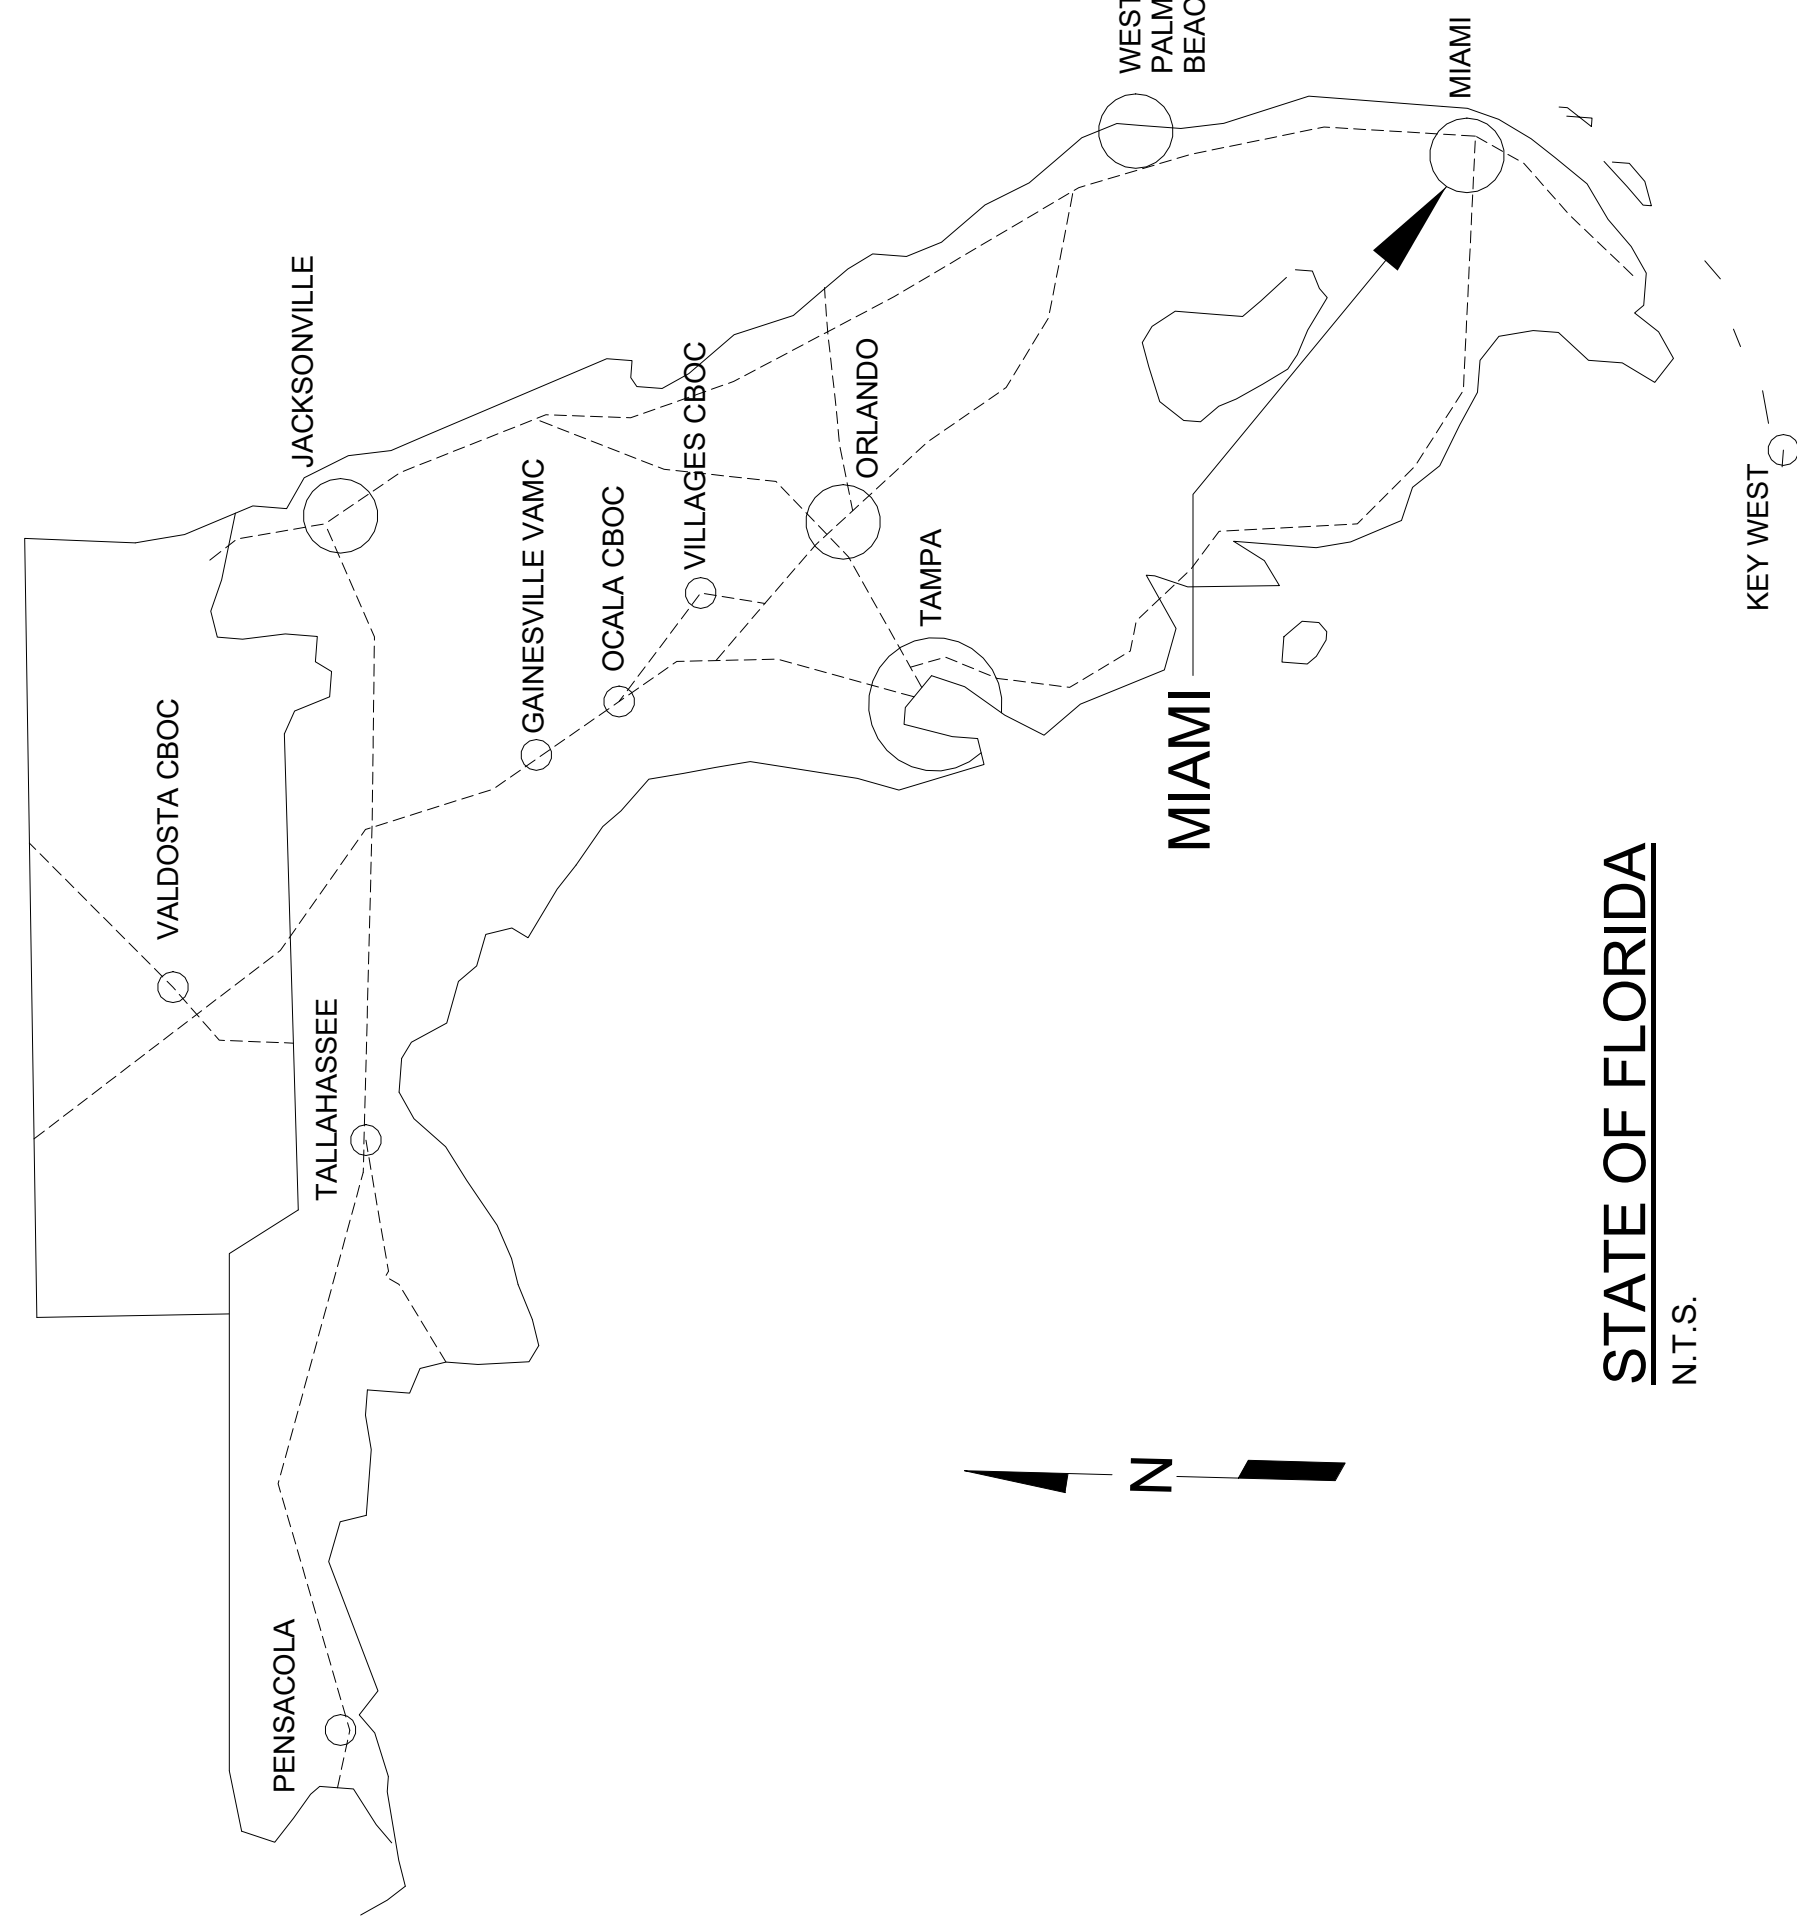 VALDOSTA CBOC
JACKSONVILLE
TALLAHASSEE
PENSACOLA
GAINESVILLE VAMC
OCALA CBOC
VILLAGES CBOC
ORLANDO
TAMPA
WEST
PALM
BEAC
MIAMI
MIAMI
KEY WEST
N
STATE OF FLORIDA
N.T.S.